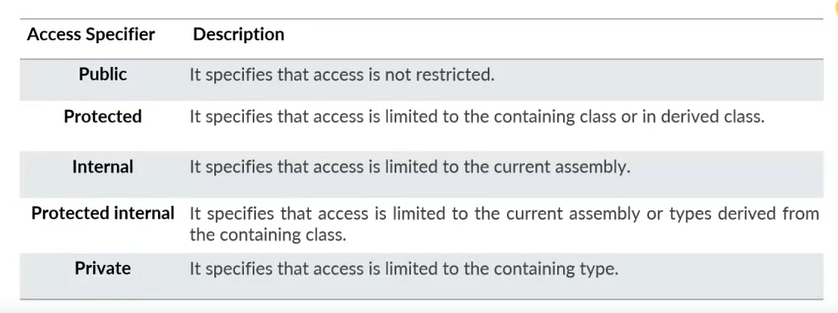 Access Specifier Description
Public It specifies that access is not restricted.
Protected It specifies that access is limited to the containing class or in derived class.
Internal It specifies that access is limited to the current assembly.
Protected internal It specifies that access is limited to the current assembly or types derived from
the containing class.
Private It specifies that access is limited to the containing type.